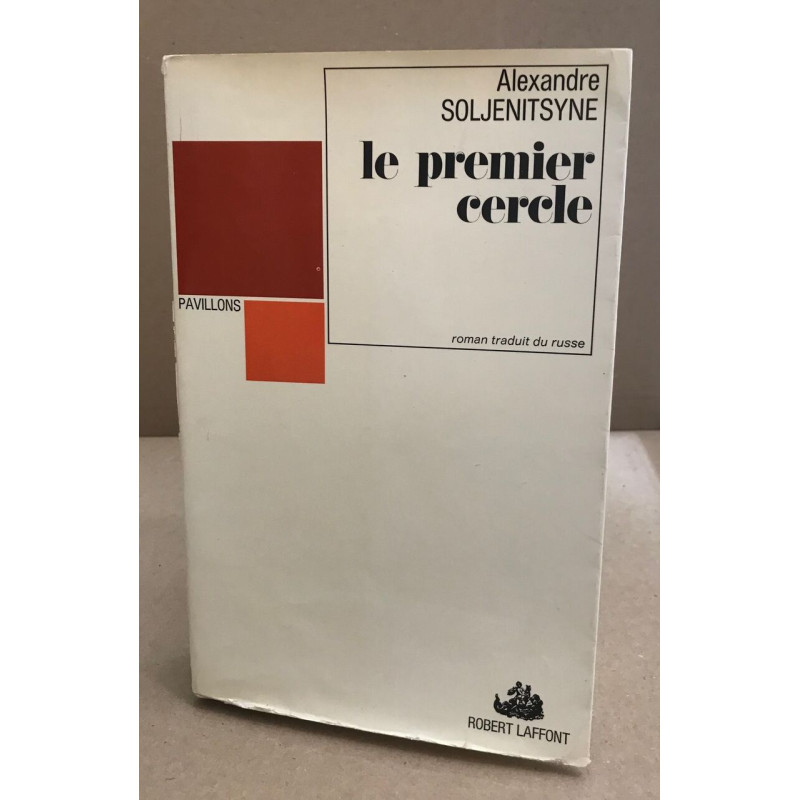 Alexandre
SOLJENITSYNE
le premier
cercle
PAVILLONS
roman traduit du russe
ROBERT LAFFONT